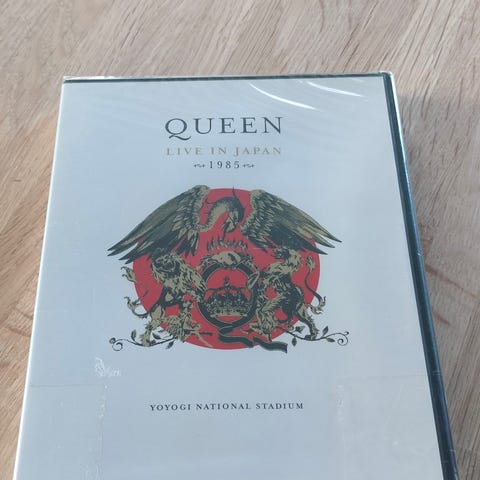 QUEEN
LIVE IN JAPAN
1985
YOYOGI NATIONAL STADIUM